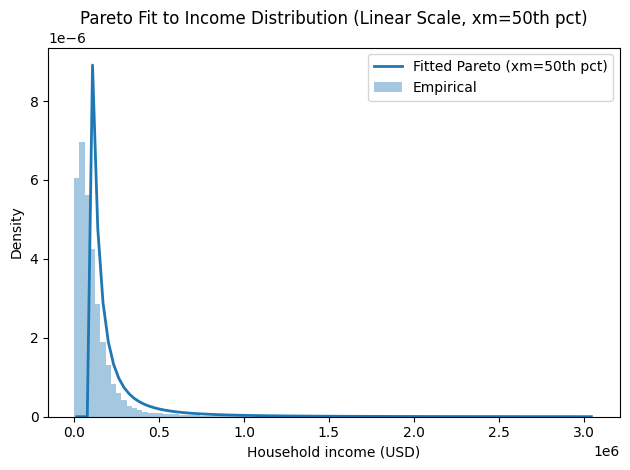 Pareto Fit to Income Distribution (Linear Scale, xm=50th pct)
1e−6
Fitted Pareto (xm=50th pct)
Empirical
8
6
4
2
0
Density
0.0 0.5 1.0 1.5 2.0 2.5 3.0
1e6
Household income (USD)